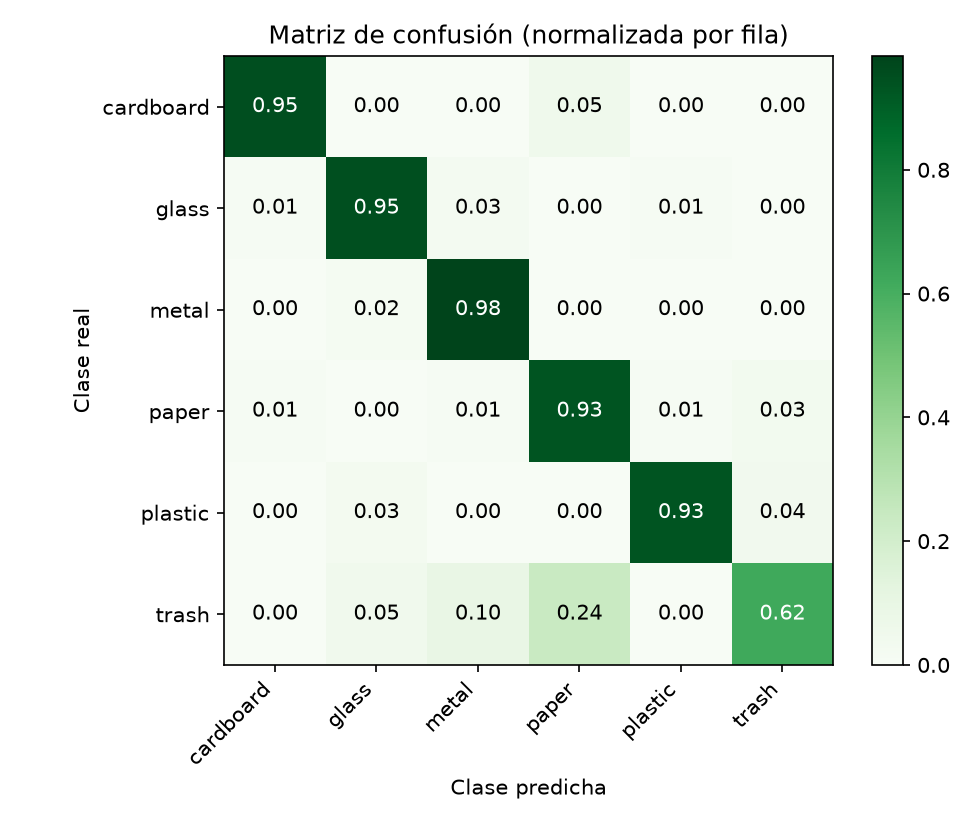 Matriz de confusión (normalizada por fila)
cardboard 0.95 0.00 0.00 0.05 0.00 0.00
glass 0.01 0.95 0.03 0.00 0.01 0.00
metal 0.00 0.02 0.98 0.00 0.00 0.00
paper 0.01 0.00 0.01 0.93 0.01 0.03
plastic 0.00 0.03 0.00 0.00 0.93 0.04
trash 0.00 0.05 0.10 0.24 0.00 0.62
Clase real
cardboard glass metal paper plastic trash
Clase predicha
0.8
0.6
0.4
0.2
0.0